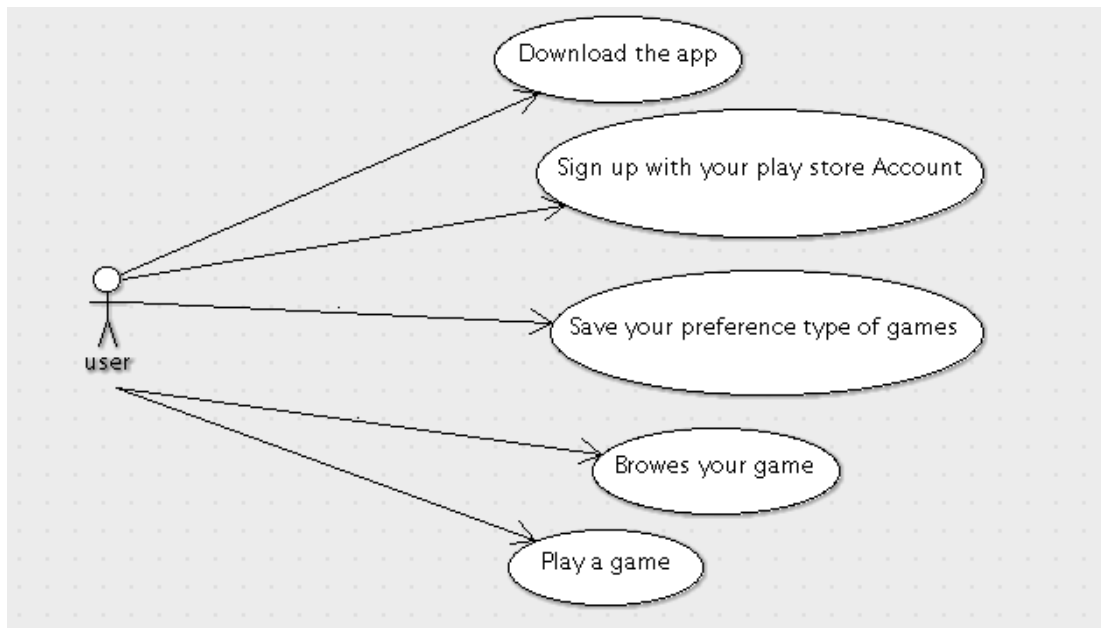 Download the app
Sign up with your play store Account
Save your preference type of games
user
Browes your game
Play a game